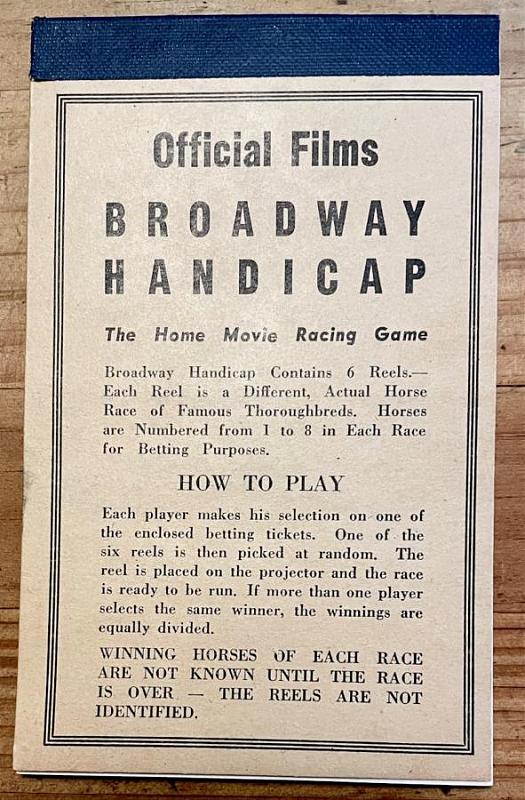 Official Films
BROADWAY
HANDICAP
The Home Movie Racing Game
Broadway Handicap Contains 6 Reels.—
Each Reel is a Different, Actual Horse
Race of Famous Thoroughbreds. Horses
are Numbered from 1 to 8 in Each Race
for Betting Purposes.
HOW TO PLAY
Each player makes his selection on one of
the enclosed betting tickets. One of the
six reels is then picked at random. The
reel is placed on the projector and the race
is ready to be run. If more than one player
selects the same winner, the winnings are
equally divided.
WINNING HORSES OF EACH RACE
ARE NOT KNOWN UNTIL THE RACE
IS OVER — THE REELS ARE NOT
IDENTIFIED.